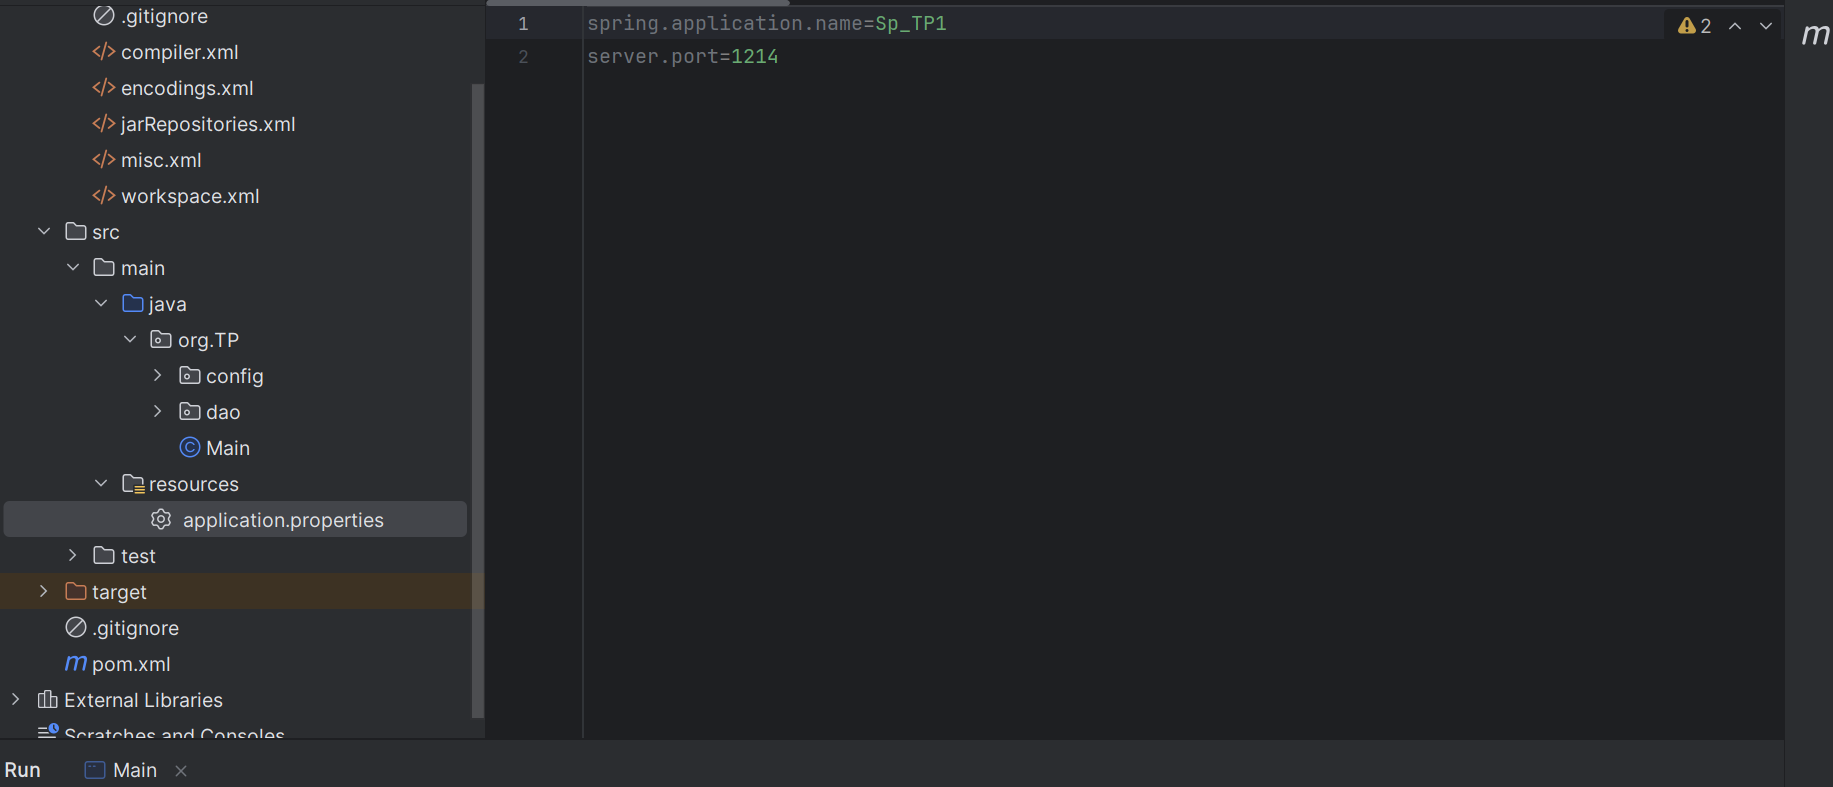 .gitignore
compiler.xml
encodings.xml
jarRepositories.xml
misc.xml
workspace.xml
src
main
java
org.TP
config
dao
Main
resources
application.properties
test
target
.gitignore
m pom.xml
External Libraries
Scratches and Consoles
1 spring.application.name=Sp_TP1
2 server.port=1214
2
m
Run Main